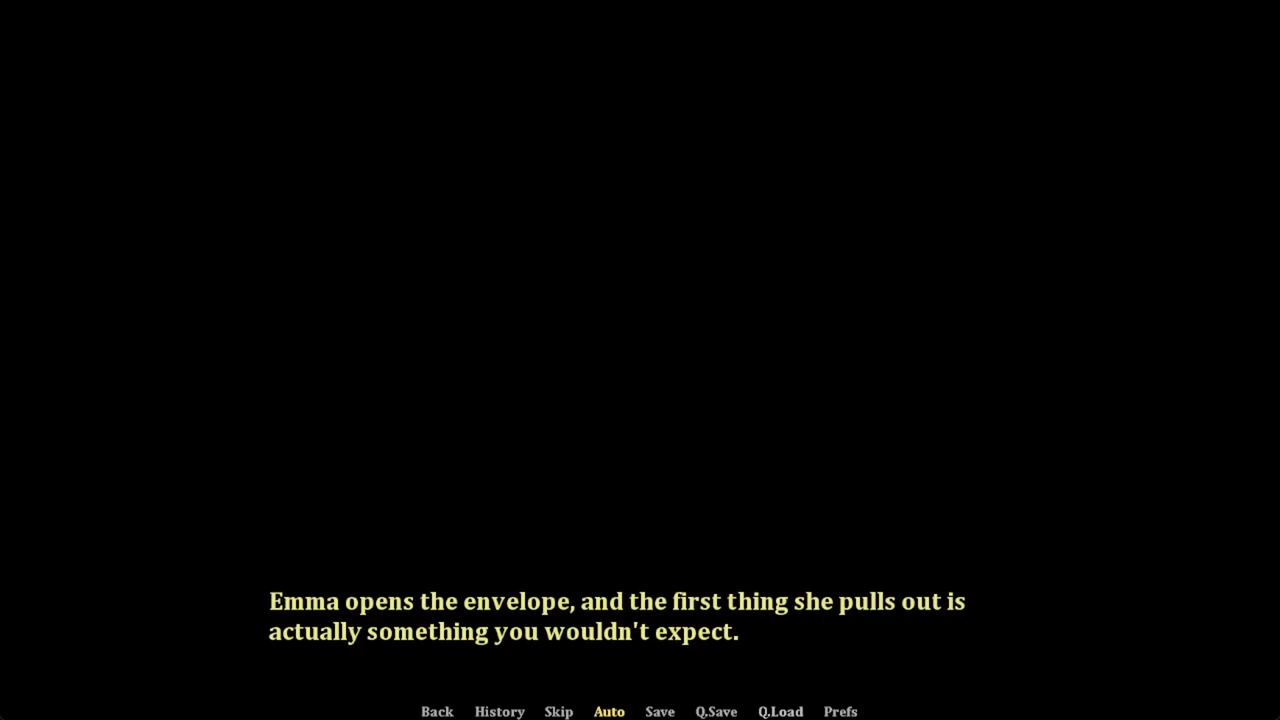 Emma opens the envelope, and the first thing she pulls out is
actually something you wouldn't expect.
Back History Skip Auto Save Q.Save Q.Load Prefs